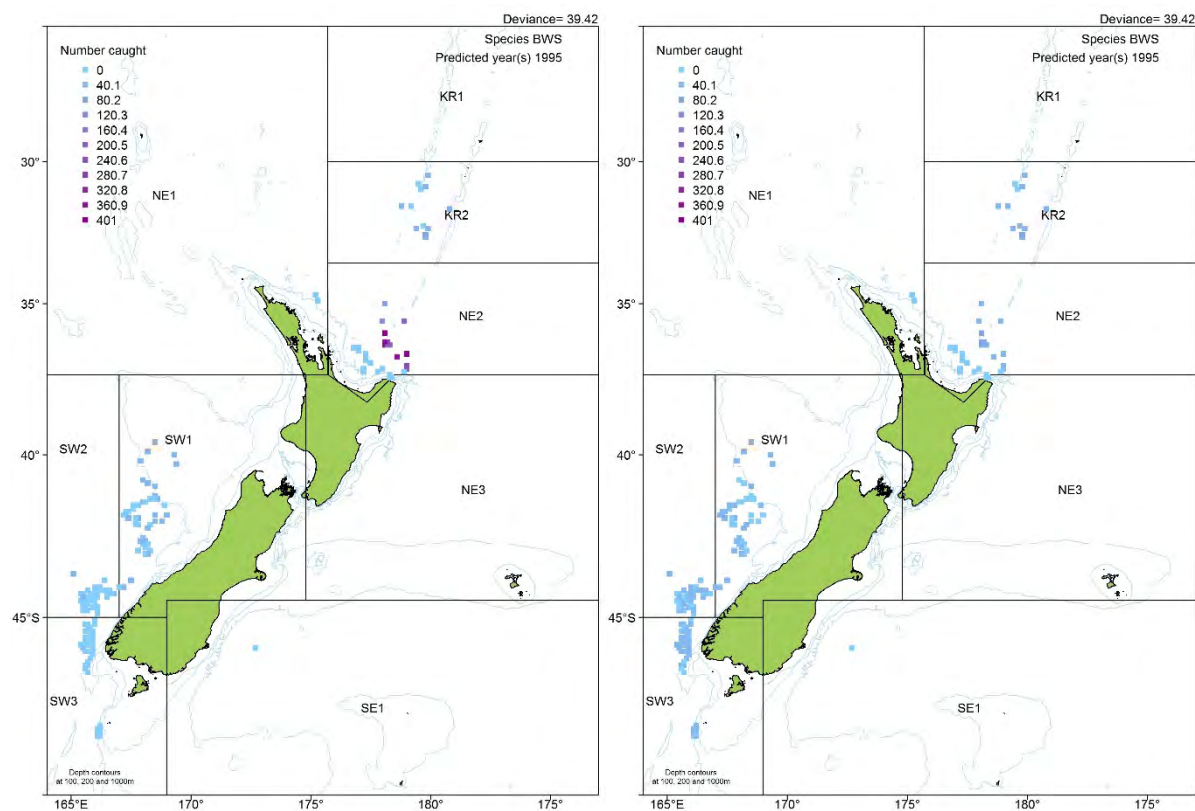 Deviance= 39.42
Species BWS
Predicted year(s) 1995
Number caught
0
40.1
80.2
120.3
160.4
200.5
240.6
280.7
320.8
360.9
401
KR1
30°
NE1
KR2
35°
NE2
SW2
SW1
40°
NE3
45°S
SW3
SE1
Depth contours
at 100, 200 and 1000m
165°E
170°
175°
180°
175°
Deviance= 39.42
Species BWS
Predicted year(s) 1995
Number caught
0
40.1
80.2
120.3
160.4
200.5
240.6
280.7
320.8
360.9
401
KR1
30°
NE1
KR2
35°
NE2
SW2
SW1
40°
NE3
45°S
SW3
SE1
Depth contours
at 100, 200 and 1000m
165°E
170°
175°
180°
175°